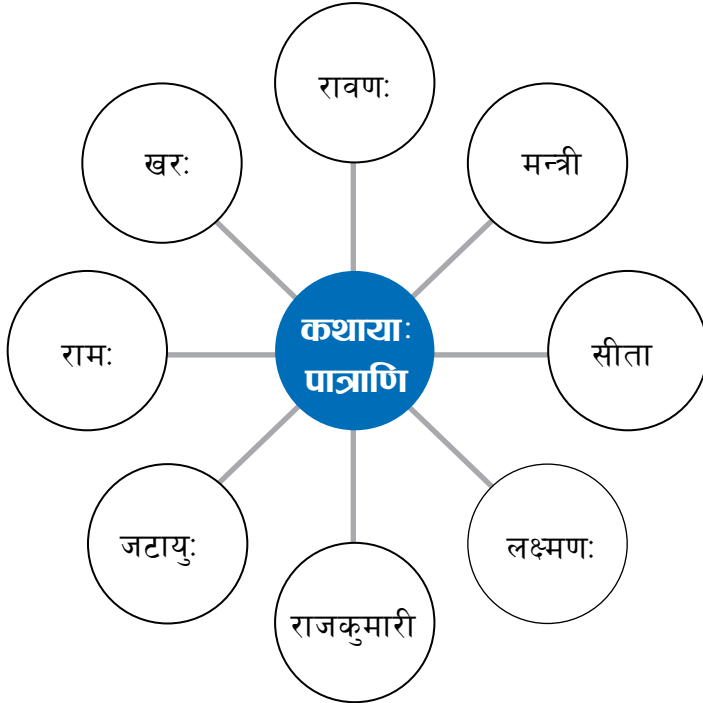 रावणः
खरः
मन्त्री
कथायाः
पात्राणि
रामः
सीता
जटायुः
लक्ष्मणः
राजकुमारी